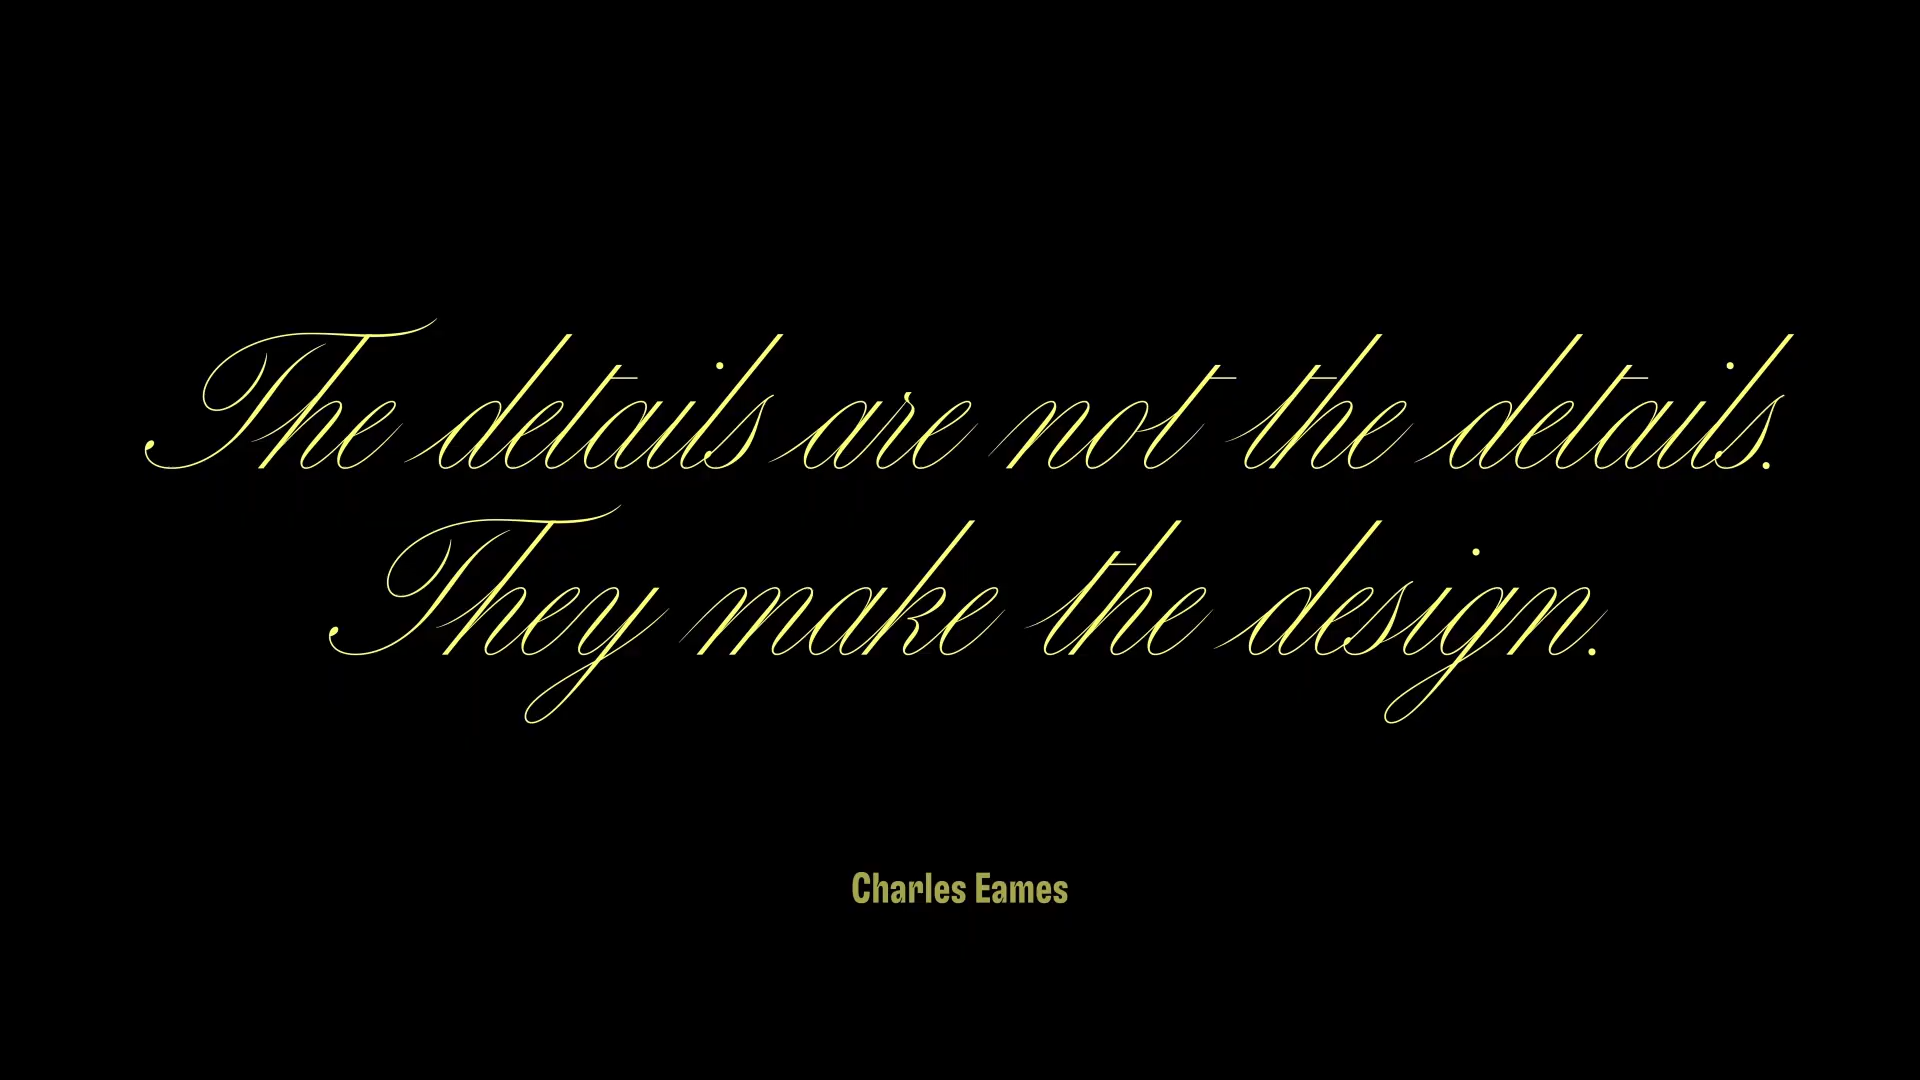 The details are not the details.
They make the design.
Charles Eames